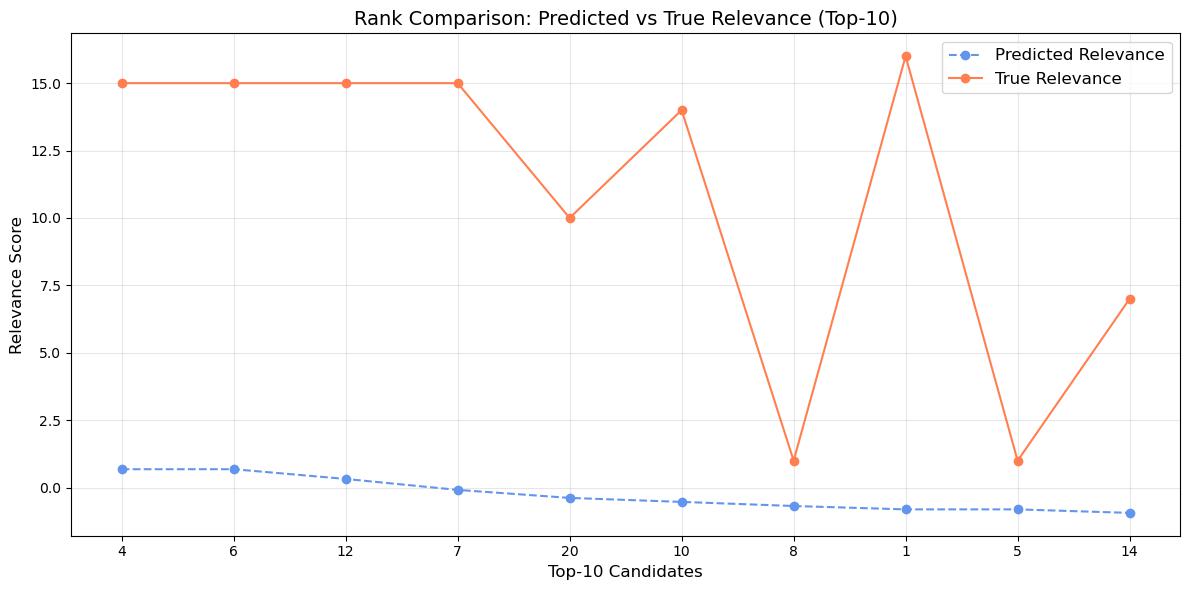 Rank Comparison: Predicted vs True Relevance (Top-10)
Predicted Relevance
True Relevance
Relevance Score
15.0
12.5
10.0
7.5
5.0
2.5
0.0
4 6 12 7 20 10 8 1 5 14
Top-10 Candidates